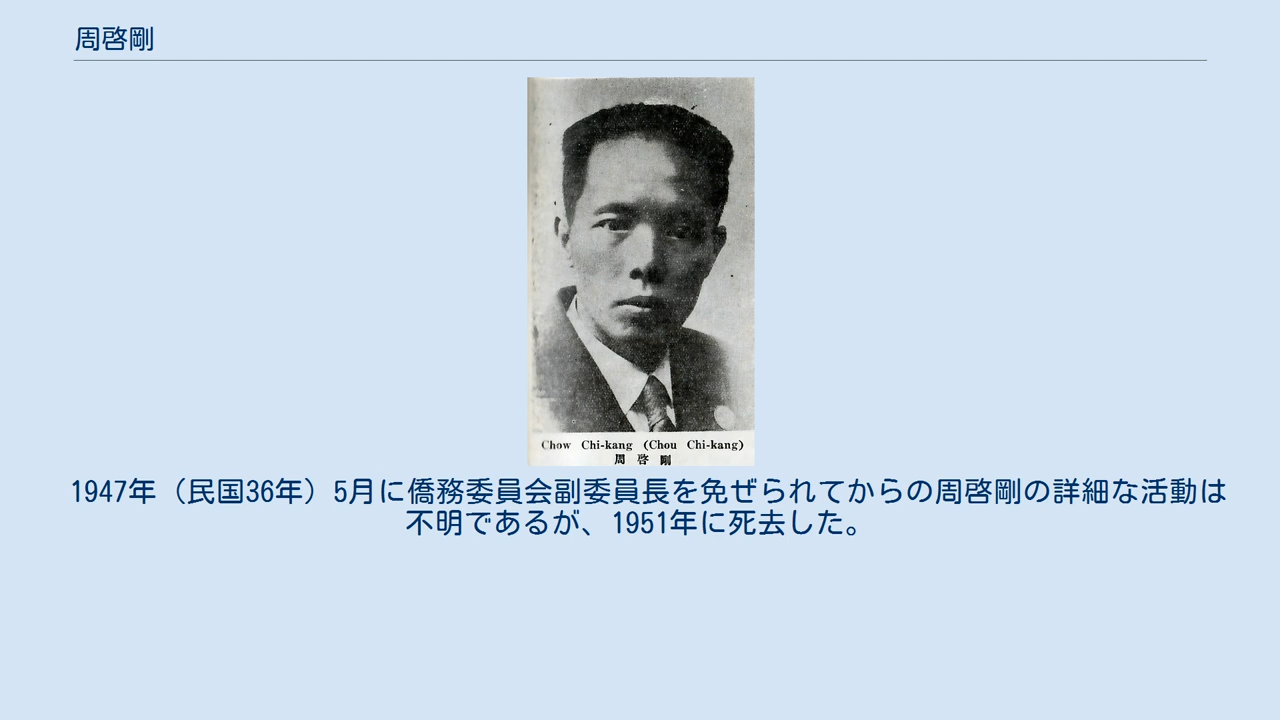 周啓剛
Chow Chi-kang (Chou Chi-kang)
周啓剛
1947年（民国36年）5月に僑務委員会副委員長を免ぜられてからの周啓剛の詳細な活動は
不明であるが、1951年に死去した。